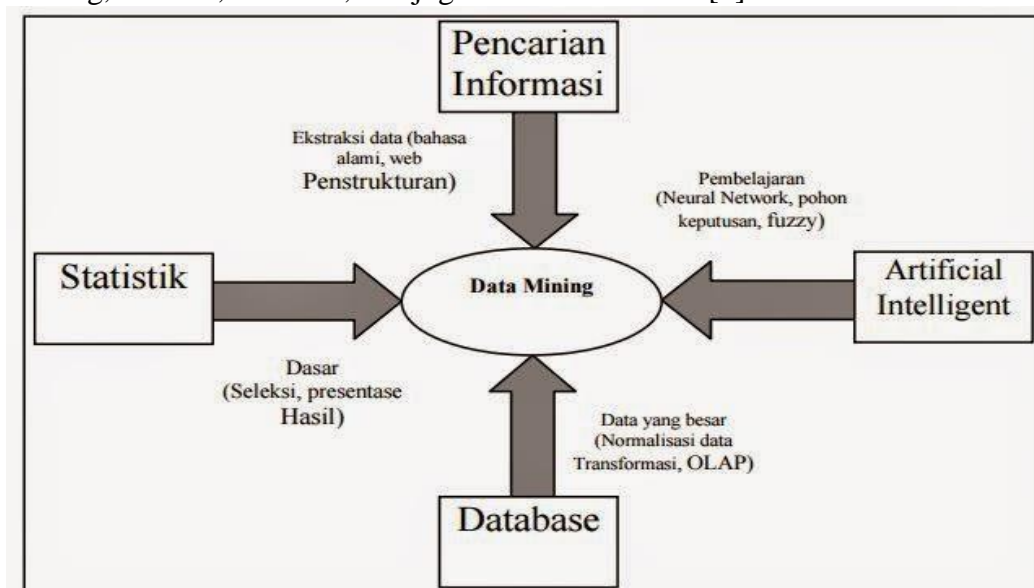 Pencarian
Informasi
Ekstraksi data (bahasa
alami, web
Penstrukturan)
Pembelajaran
(Neural Network, pohon
keputusan, fuzzy)
Statistik
Data Mining
Artificial
Intelligent
Dasar
(Seleksi, presentase
Hasil)
Data yang besar
(Normalisasi data
Transformasi, OLAP)
Database